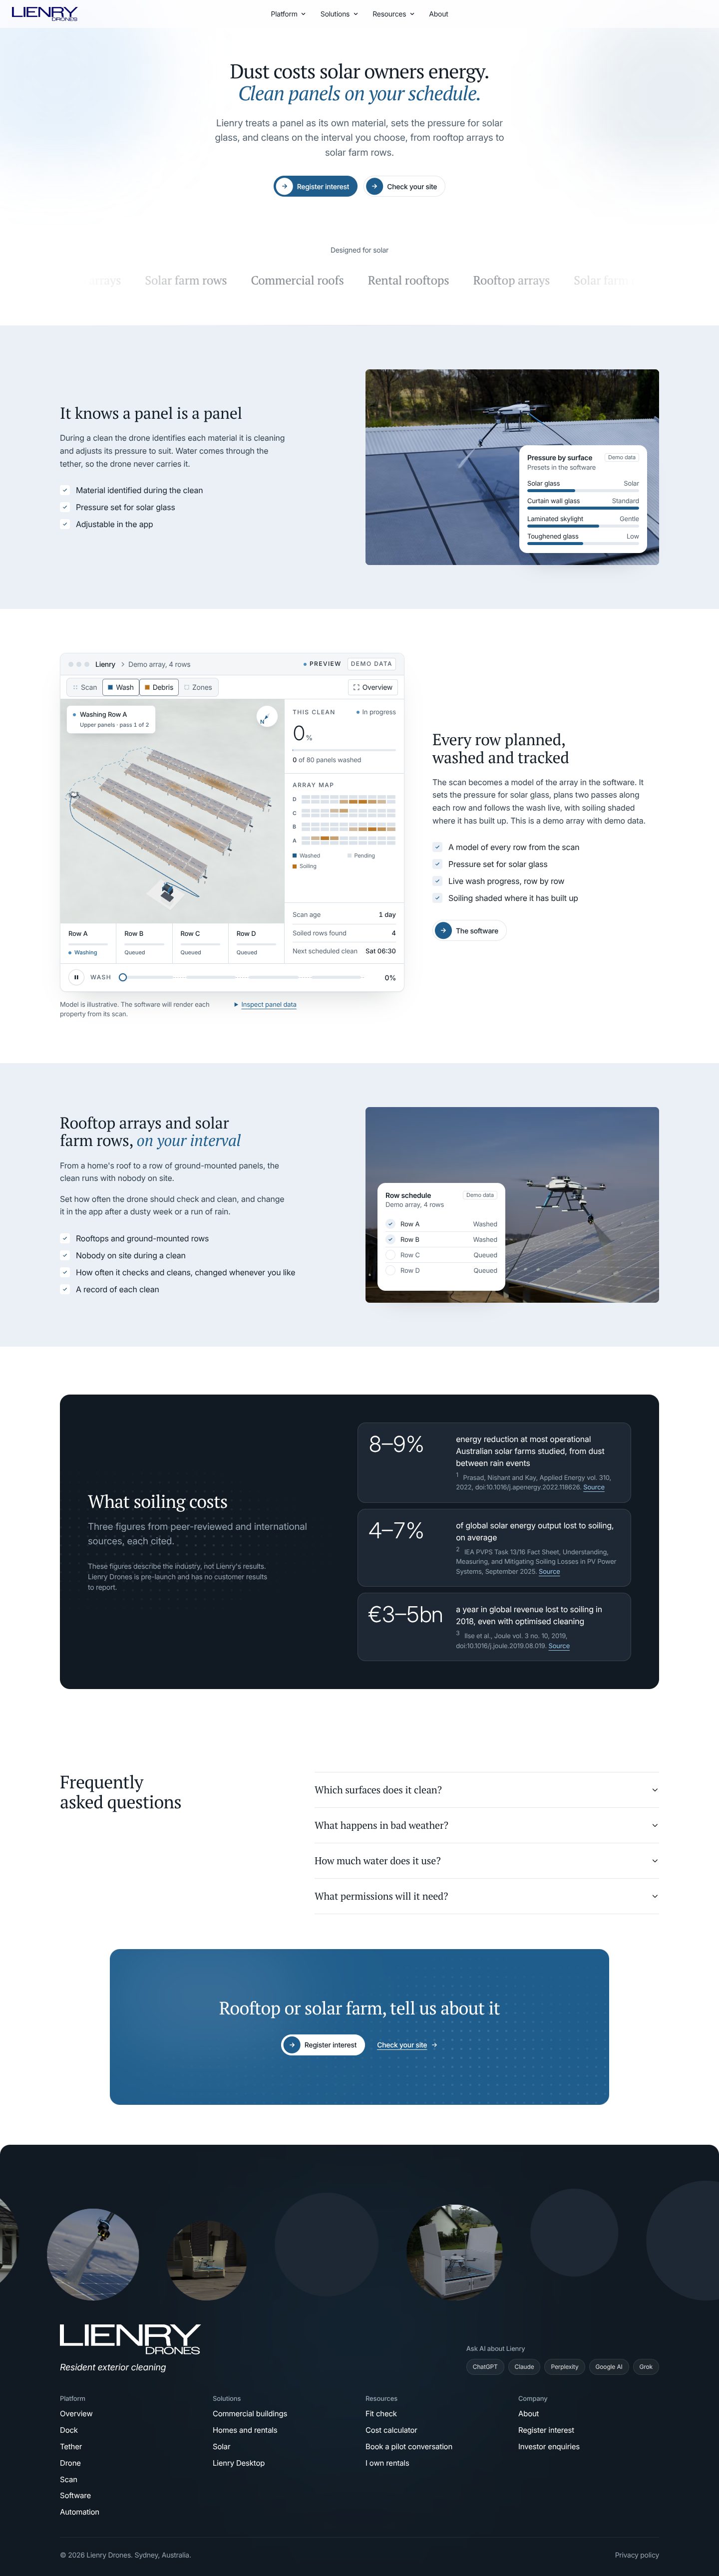 LIENRY
DRONES
Platform
Solutions
Resources
About
Dust costs solar owners energy.
Clean panels on your schedule.
Lienry treats a panel as its own material, sets the pressure for solar
glass, and cleans on the interval you choose, from rooftop arrays to
solar farm rows.
Register interest
Check your site
Designed for solar
arrays
Solar farm rows
Commercial roofs
Rental rooftops
Rooftop arrays
Solar farm
It knows a panel is a panel
During a clean the drone identifies each material it is cleaning
and adjusts its pressure to suit. Water comes through the
tether, so the drone never carries it.
Material identified during the clean
Pressure set for solar glass
Adjustable in the app
Pressure by surface
Demo data
Presets in the software
Solar glass
Solar
Curtain wall glass
Standard
Laminated skylight
Gentle
Toughened glass
Low
Lienry
Demo array, 4 rows
PREVIEW
DEMO DATA
Scan
Wash
Debris
Zones
Overview
Washing Row A
Upper panels · pass 1 of 2
N
THIS CLEAN
In progress
0%
0 of 80 panels washed
ARRAY MAP
D
C
B
A
Washed
Pending
Soiling
Scan age
1 day
Soiled rows found
4
Next scheduled clean
Sat 06:30
Row A
Washing
Row B
Queued
Row C
Queued
Row D
Queued
WASH
0%
Model is illustrative. The software will render each
property from its scan.
Inspect panel data
Every row planned,
washed and tracked
The scan becomes a model of the array in the software. It
sets the pressure for solar glass, plans two passes along
each row and follows the wash live, with soiling shaded
where it has built up. This is a demo array with demo data.
A model of every row from the scan
Pressure set for solar glass
Live wash progress, row by row
Soiling shaded where it has built up
The software
Rooftop arrays and solar
farm rows, on your interval
From a home's roof to a row of ground-mounted panels, the
clean runs with nobody on site.
Set how often the drone should check and clean, and change
it in the app after a dusty week or a run of rain.
Rooftops and ground-mounted rows
Nobody on site during a clean
How often it checks and cleans, changed whenever you like
A record of each clean
Row schedule
Demo data
Demo array, 4 rows
Row A
Washed
Row B
Washed
Row C
Queued
Row D
Queued
What soiling costs
Three figures from peer-reviewed and international
sources, each cited.
These figures describe the industry, not Lienry's results.
Lienry Drones is pre-launch and has no customer results
to report.
8–9%
energy reduction at most operational
Australian solar farms studied, from dust
between rain events
1 Prasad, Nishant and Kay, Applied Energy vol. 310,
2022, doi:10.1016/j.apenergy.2022.118626. Source
4–7%
of global solar energy output lost to soiling,
on average
2 IEA PVPS Task 13/16 Fact Sheet, Understanding,
Measuring, and Mitigating Soiling Losses in PV Power
Systems, September 2025. Source
€3–5bn
a year in global revenue lost to soiling in
2018, even with optimised cleaning
3 Ilse et al., Joule vol. 3 no. 10, 2019,
doi:10.1016/j.joule.2019.08.019. Source
Frequently
asked questions
Which surfaces does it clean?
What happens in bad weather?
How much water does it use?
What permissions will it need?
Rooftop or solar farm, tell us about it
Register interest
Check your site
LIENRY
DRONES
Resident exterior cleaning
Ask AI about Lienry
ChatGPT
Claude
Perplexity
Google AI
Grok
Platform
Overview
Dock
Tether
Drone
Scan
Software
Automation
Solutions
Commercial buildings
Homes and rentals
Solar
Lienry Desktop
Resources
Fit check
Cost calculator
Book a pilot conversation
I own rentals
Company
About
Register interest
Investor enquiries
© 2026 Lienry Drones. Sydney, Australia.
Privacy policy